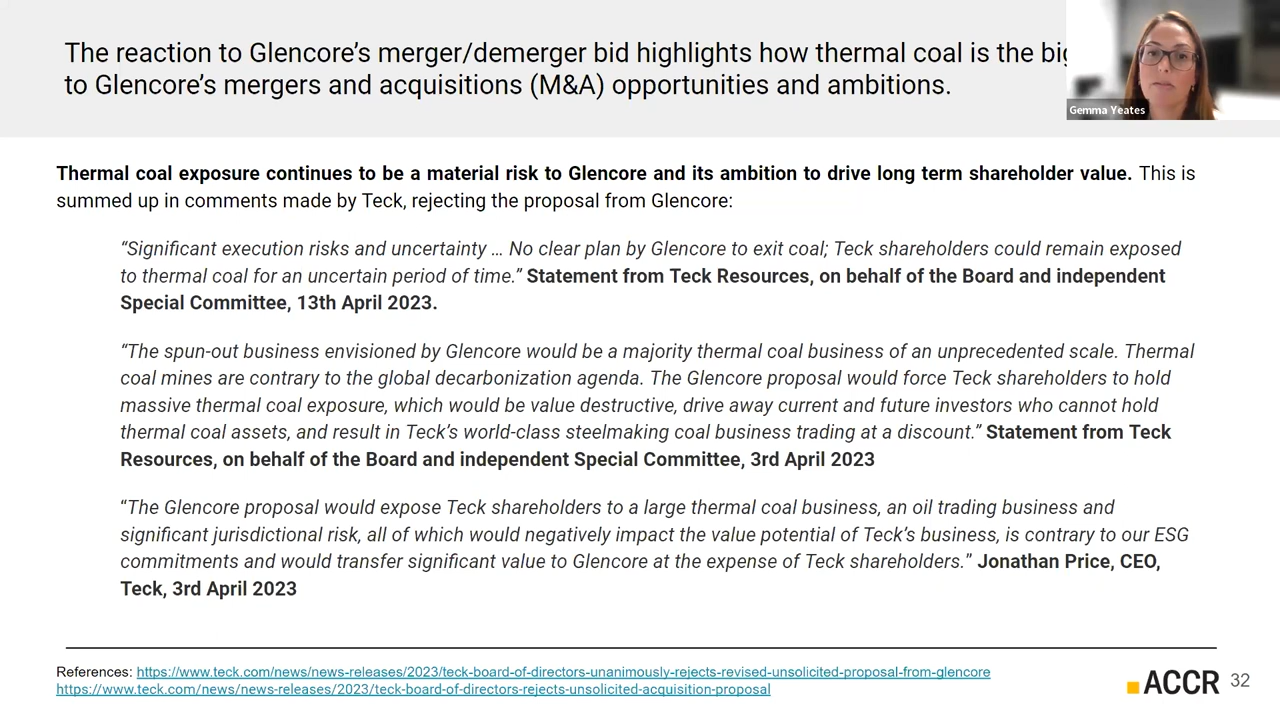 The reaction to Glencore’s merger/demerger bid highlights how thermal coal is the
to Glencore’s mergers and acquisitions (M&A) opportunities and ambitions.
Gemma Yeates
Thermal coal exposure continues to be a material risk to Glencore and its ambition to drive long term shareholder value. This is
summed up in comments made by Teck, rejecting the proposal from Glencore:
“Significant execution risks and uncertainty … No clear plan by Glencore to exit coal; Teck shareholders could remain exposed
to thermal coal for an uncertain period of time.” Statement from Teck Resources, on behalf of the Board and independent
Special Committee, 13th April 2023.
“The spun-out business envisioned by Glencore would be a majority thermal coal business of an unprecedented scale. Thermal
coal mines are contrary to the global decarbonization agenda. The Glencore proposal would force Teck shareholders to hold
massive thermal coal exposure, which would be value destructive, drive away current and future investors who cannot hold
thermal coal assets, and result in Teck’s world-class steelmaking coal business trading at a discount.” Statement from Teck
Resources, on behalf of the Board and independent Special Committee, 3rd April 2023
“The Glencore proposal would expose Teck shareholders to a large thermal coal business, an oil trading business and
significant jurisdictional risk, all of which would negatively impact the value potential of Teck’s business, is contrary to our ESG
commitments and would transfer significant value to Glencore at the expense of Teck shareholders.” Jonathan Price, CEO,
Teck, 3rd April 2023
References: https://www.teck.com/news/news-releases/2023/teck-board-of-directors-unanimously-rejects-revised-unsolicited-proposal-from-glencore
https://www.teck.com/news/news-releases/2023/teck-board-of-directors-rejects-unsolicited-acquisition-proposal
ACCR 32